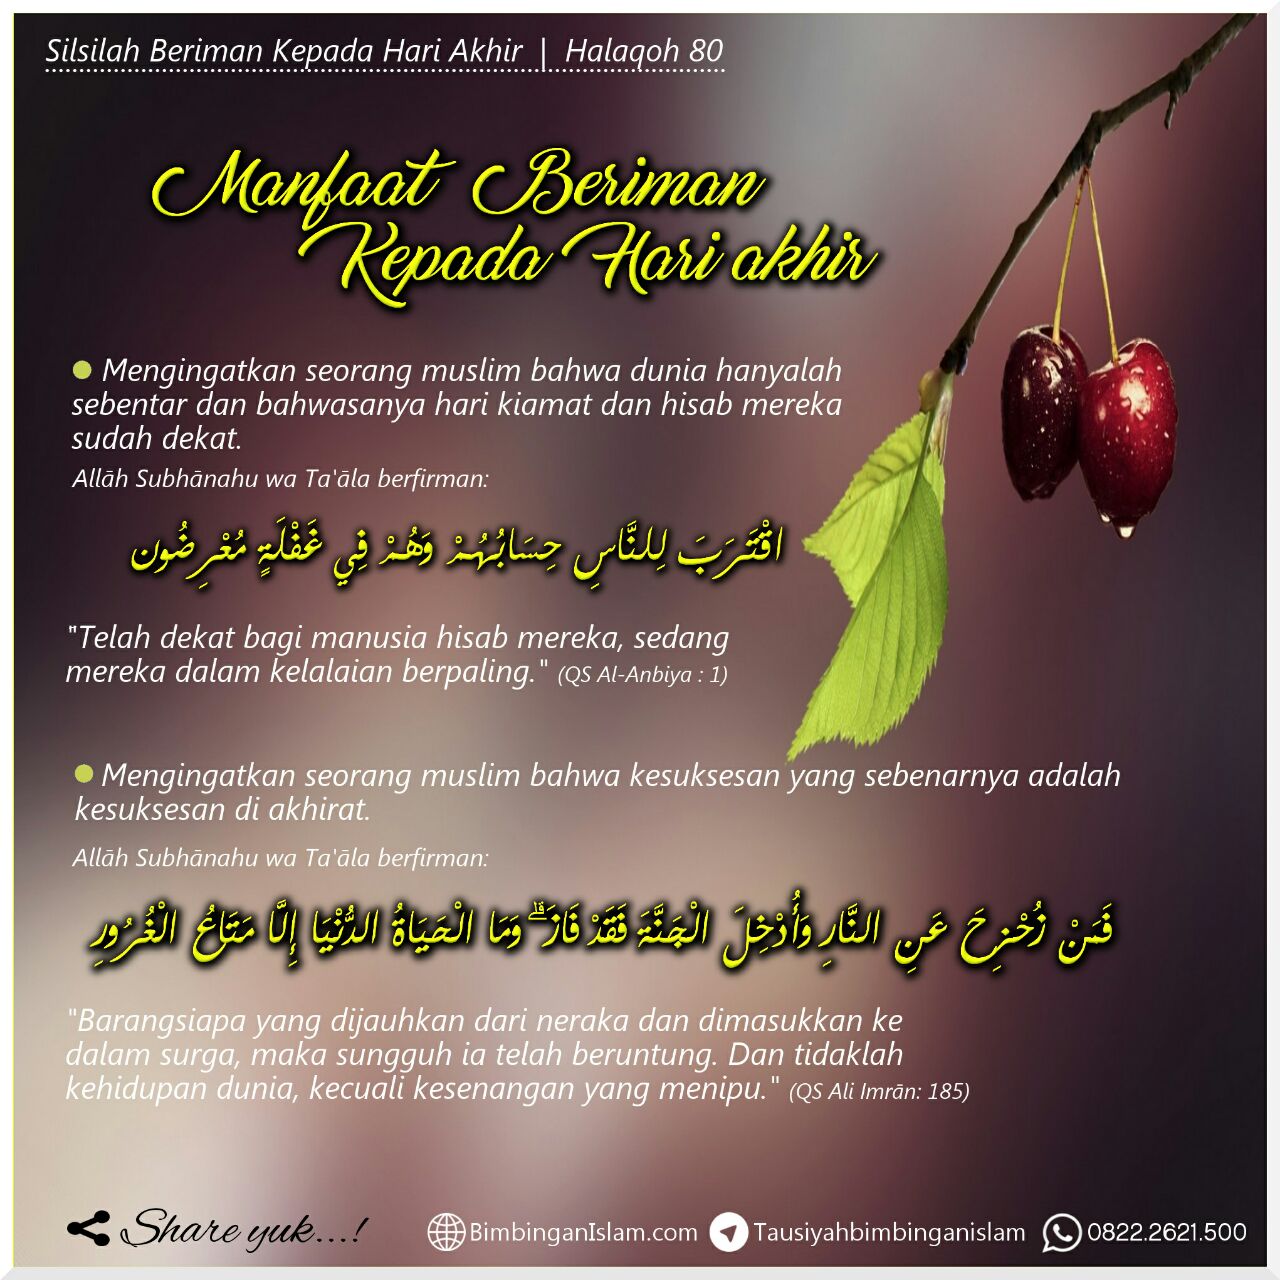 Silsilah Beriman Kepada Hari Akhir | Halaqoh 80
Manfaat Beriman
Kepada Hari akhir
Mengingatkan seorang muslim bahwa dunia hanyalah
sebentar dan bahwasanya hari kiamat dan hisab mereka
sudah dekat.
Allāh Subhānahu wa Ta'āla berfirman:
اقْتَرَبَ لِلنَّاسِ حِسَابُهُمْ وَهُمْ فِي غَفْلَةٍ مُعْرِضُون
"Telah dekat bagi manusia hisab mereka, sedang
mereka dalam kelalaian berpaling." (QS Al-Anbiya : 1)
Mengingatkan seorang muslim bahwa kesuksesan yang sebenarnya adalah
kesuksesan di akhirat.
Allāh Subhānahu wa Ta'āla berfirman:
فَمَنْ زُحْزِحَ عَنِ النَّارِ وَأُدْخِلَ الْجَنَّةَ فَقَدْ فَازَ ۗ وَمَا الْحَيَاةُ الدُّنْيَا إِلَّا مَتَاعُ الْغُرُورِ
"Barangsiapa yang dijauhkan dari neraka dan dimasukkan ke
dalam surga, maka sungguh ia telah beruntung. Dan tidaklah
kehidupan dunia, kecuali kesenangan yang menipu." (QS Ali Imrān: 185)
Share yuk...! BimbinganIslam.com Tausiyahbimbinganislam 0822.2621.500